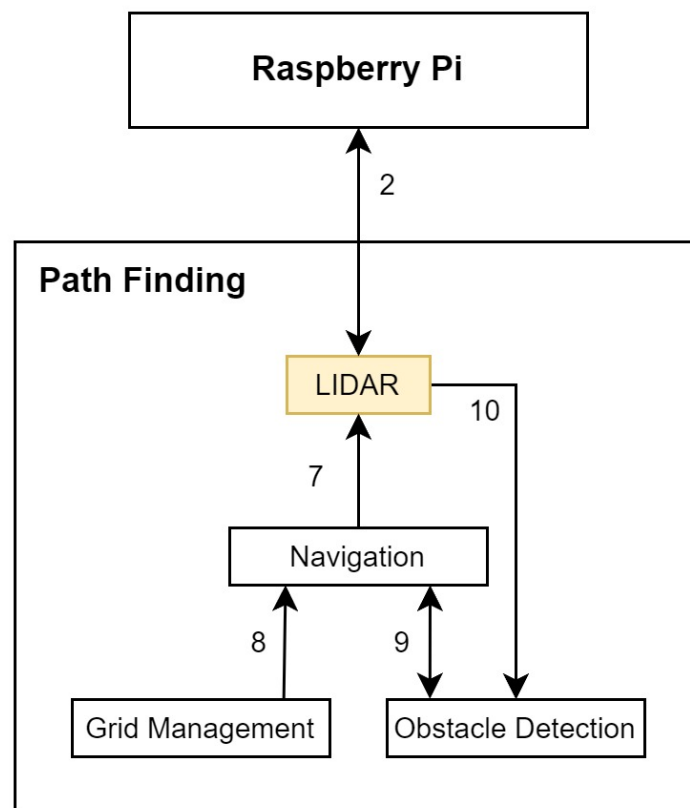 Raspberry Pi
2
Path Finding
LIDAR
10
7
Navigation
8
9
Grid Management
Obstacle Detection